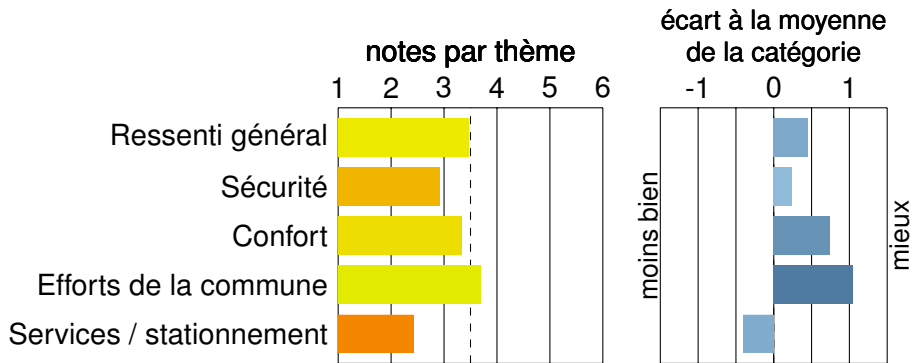 notes par thème
1 2 3 4 5 6
Ressenti général
Sécurité
Confort
Efforts de la commune
Services / stationnement
écart à la moyenne
de la catégorie
-1 0 1
moins bien
mieux